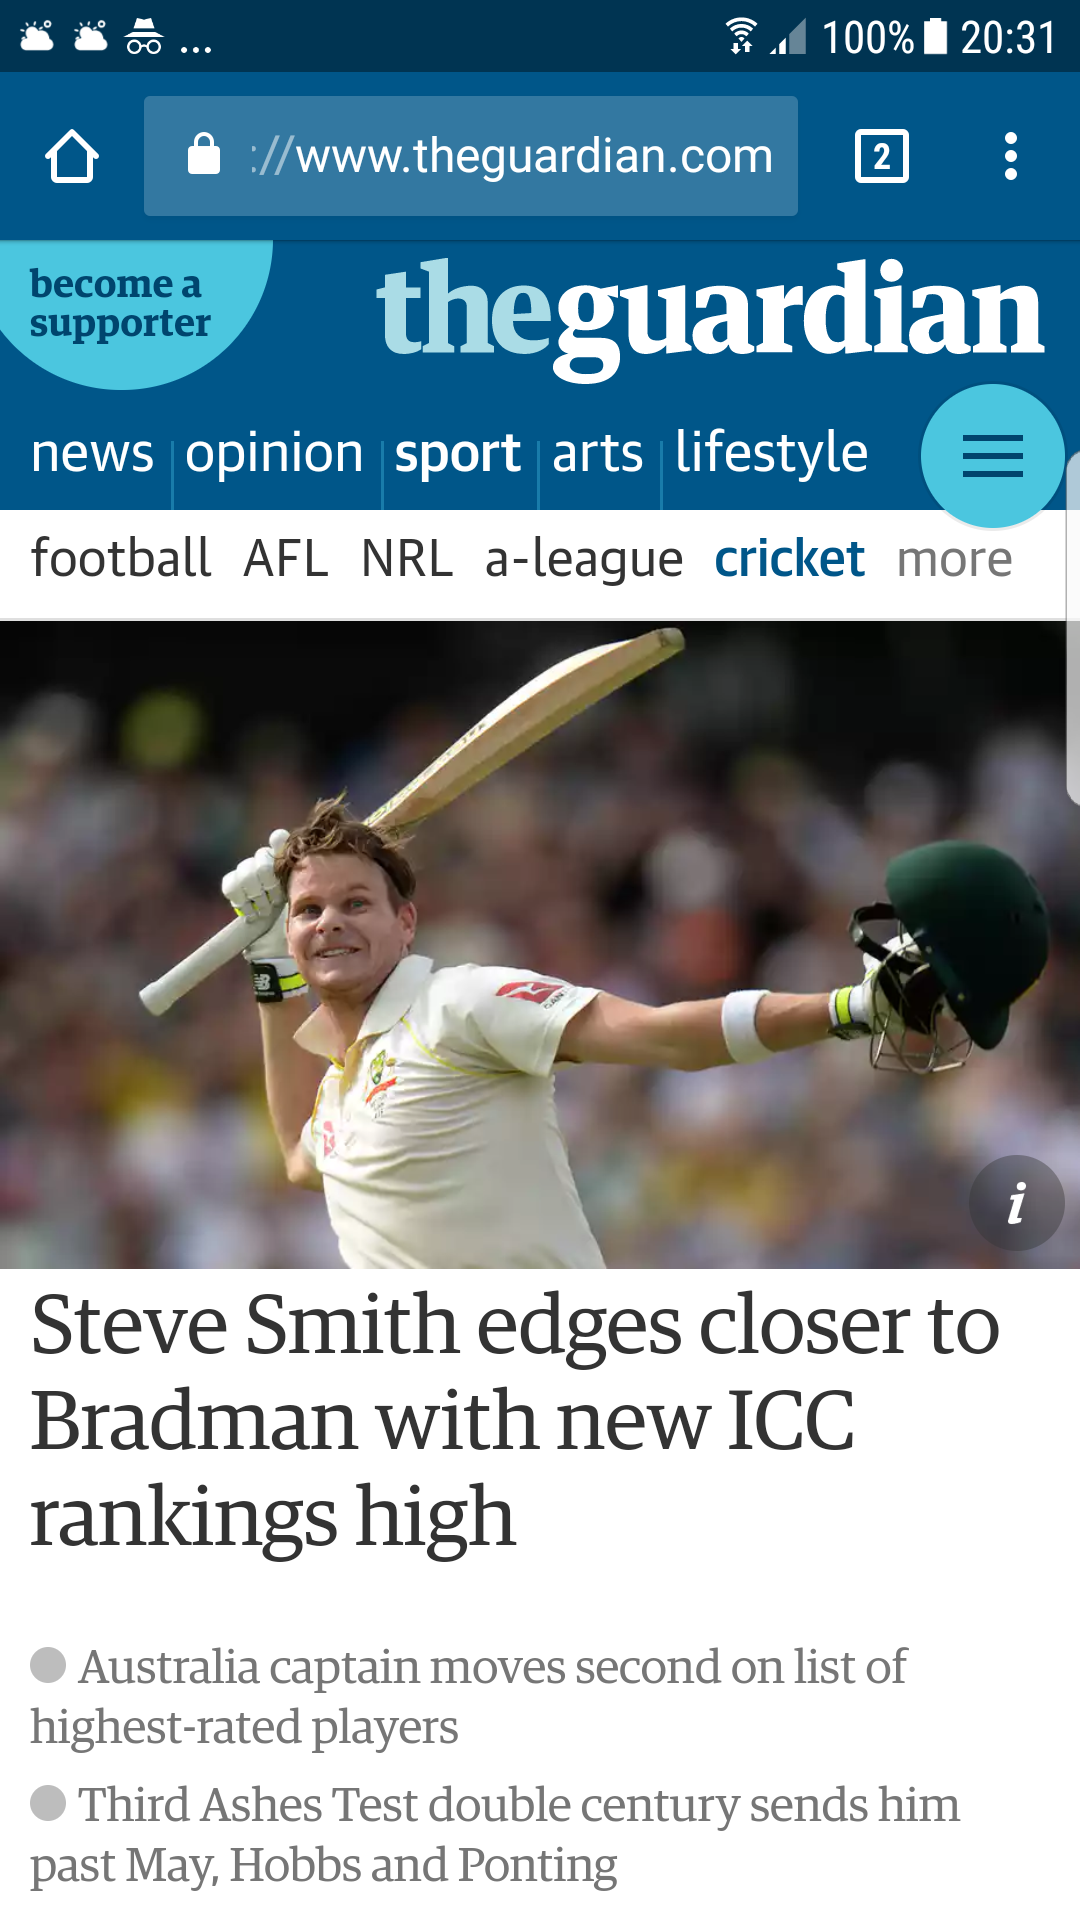 100% 20:31
://www.theguardian.com 2
become a
supporter
theguardian
news opinion sport arts lifestyle
football AFL NRL a-league cricket more
NB
i
Steve Smith edges closer to
Bradman with new ICC
rankings high
Australia captain moves second on list of
highest-rated players
Third Ashes Test double century sends him
past May, Hobbs and Ponting